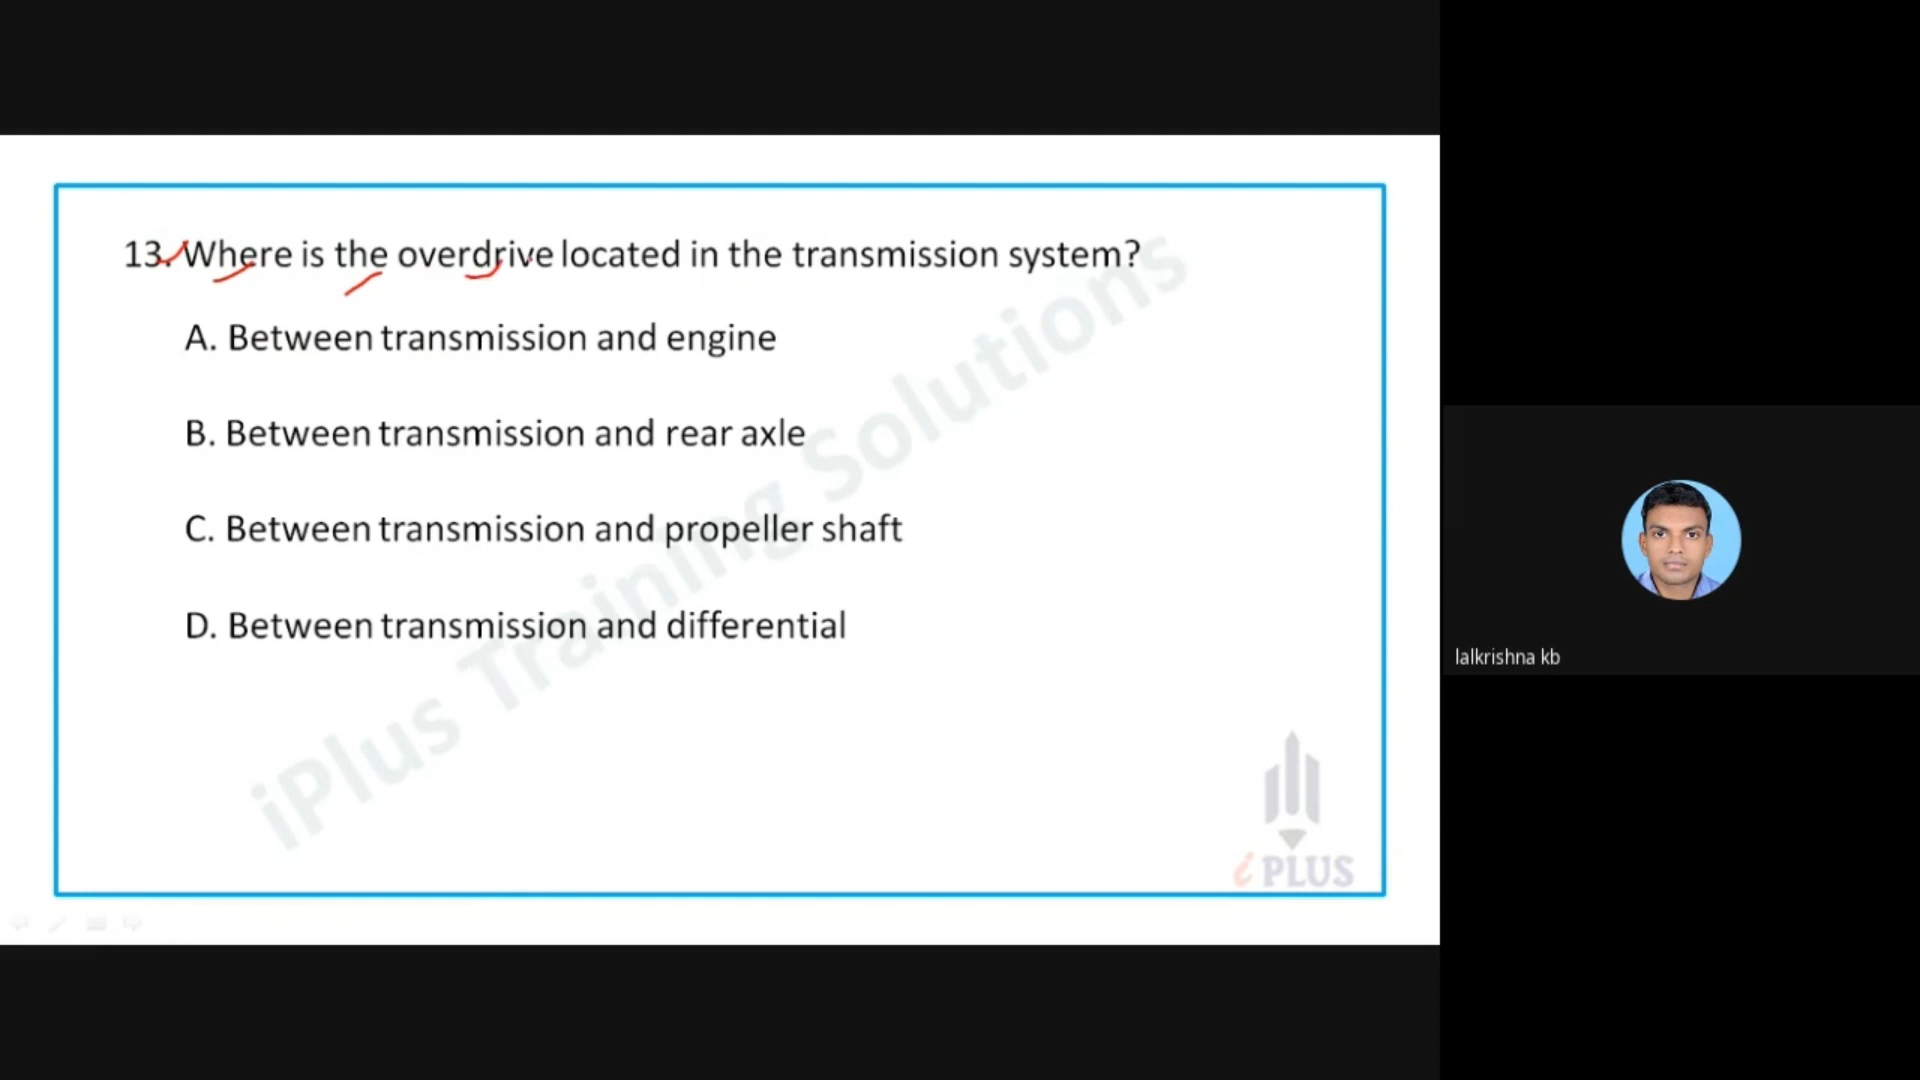 13. Where is the overdrive located in the transmission system?
A. Between transmission and engine
B. Between transmission and rear axle
C. Between transmission and propeller shaft
D. Between transmission and differential
iPlus Training Solutions
i PLUS
lalkrishna kb